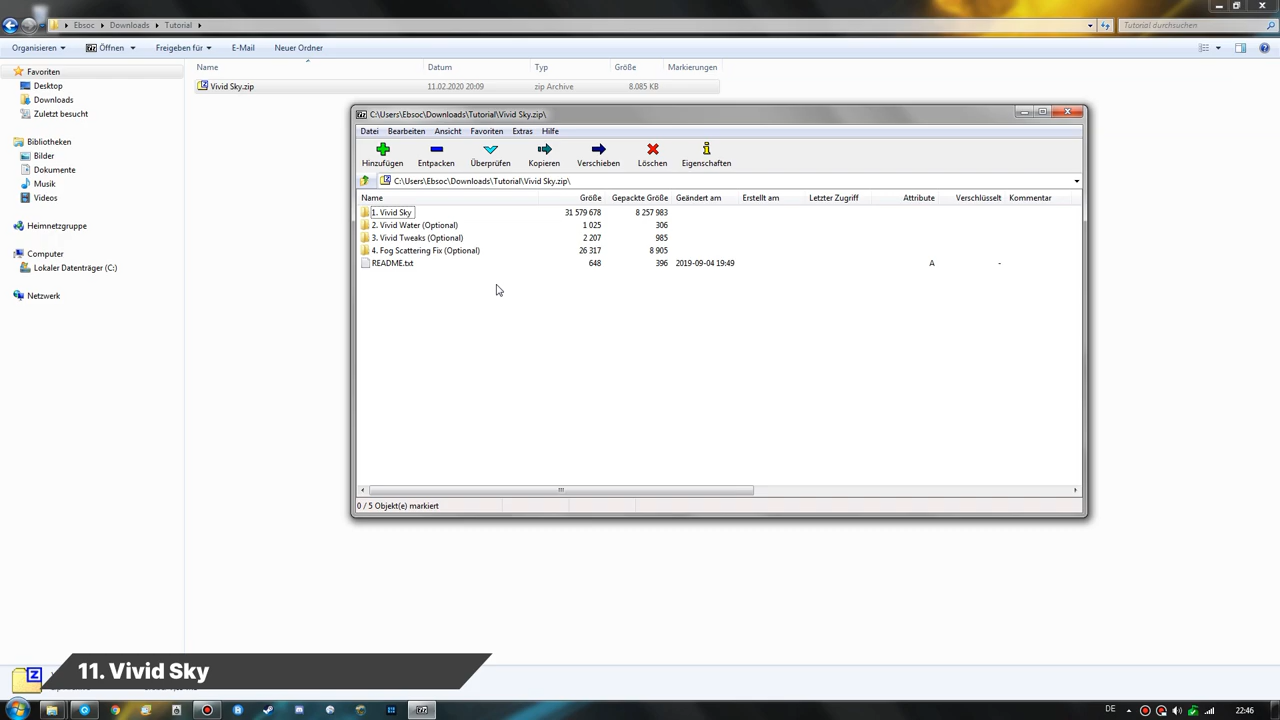 Ebsoc ▸ Downloads ▸ Tutorial ▸
Tutorial durchsuchen
Organisieren Öffnen Freigeben für E-Mail Neuer Ordner
Favoriten
Desktop
Downloads
Zuletzt besucht
Bibliotheken
Bilder
Dokumente
Musik
Videos
Heimnetzgruppe
Computer
Lokaler Datenträger (C:)
Netzwerk
Name Datum Typ Größe Markierungen
Vivid Sky.zip 11.02.2020 20:09 zip Archive 8.085 KB
C:\Users\Ebsoc\Downloads\Tutorial\Vivid Sky.zip\
Datei Bearbeiten Ansicht Favoriten Extras Hilfe
Hinzufügen Entpacken Überprüfen Kopieren Verschieben Löschen Eigenschaften
C:\Users\Ebsoc\Downloads\Tutorial\Vivid Sky.zip\
Name Größe Gepackte Größe Geändert am Erstellt am Letzter Zugriff Attribute Verschlüsselt Kommentar
1. Vivid Sky 31 579 678 8 257 983
2. Vivid Water (Optional) 1 025 306
3. Vivid Tweaks (Optional) 2 207 985
4. Fog Scattering Fix (Optional) 26 317 8 905
README.txt 648 396 2019-09-04 19:49 A -
0 / 5 Objekt(e) markiert
11. Vivid Sky
DE 22:46